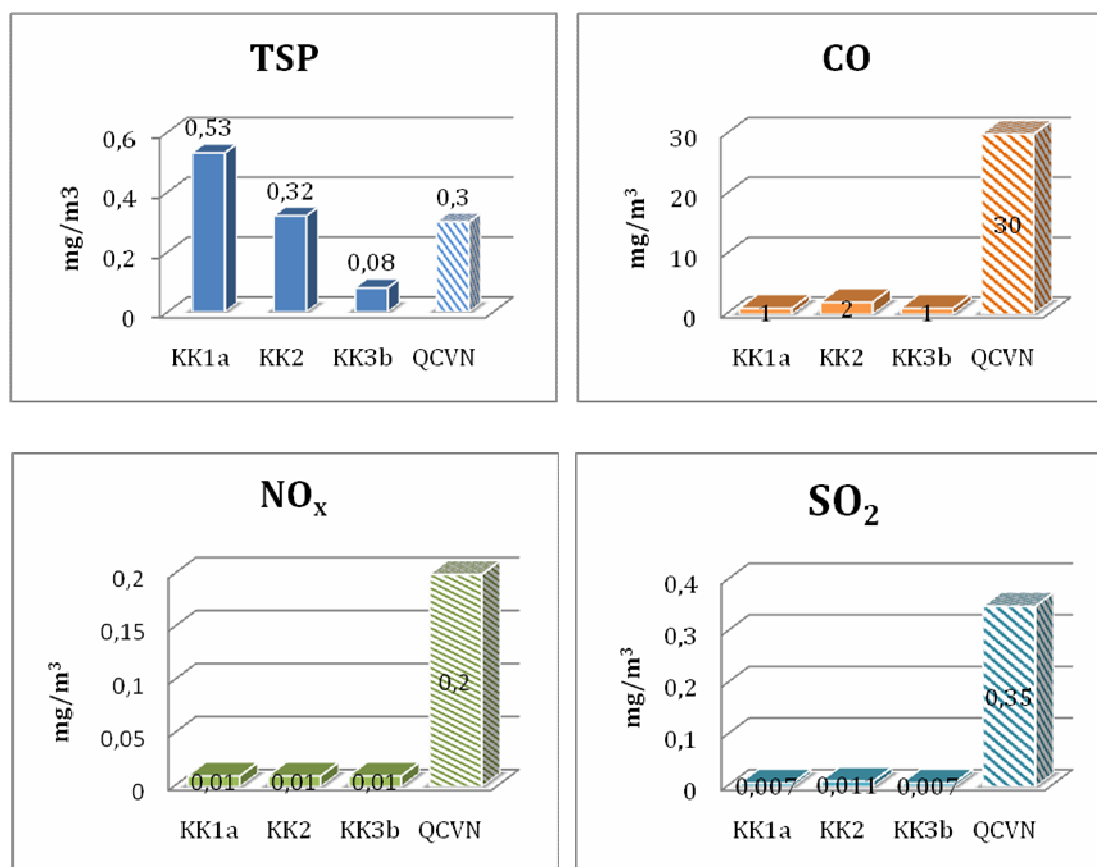 TSP
0,53
0,6
0,32
0,3
0,4
0,08
0,2
0
mg/m3
KK1a KK2 KK3b QCVN
CO
30
20
30
10
1 2 1
0
mg/m³
KK1a KK2 KK3b QCVN
NOₓ
0,2
0,15
0,1
0,2
0,05
0,01 0,01 0,01
0
mg/m³
KK1a KK2 KK3b QCVN
SO₂
0,4
0,3
0,2
0,35
0,1
0,007 0,011 0,007
0
mg/m³
KK1a KK2 KK3b QCVN